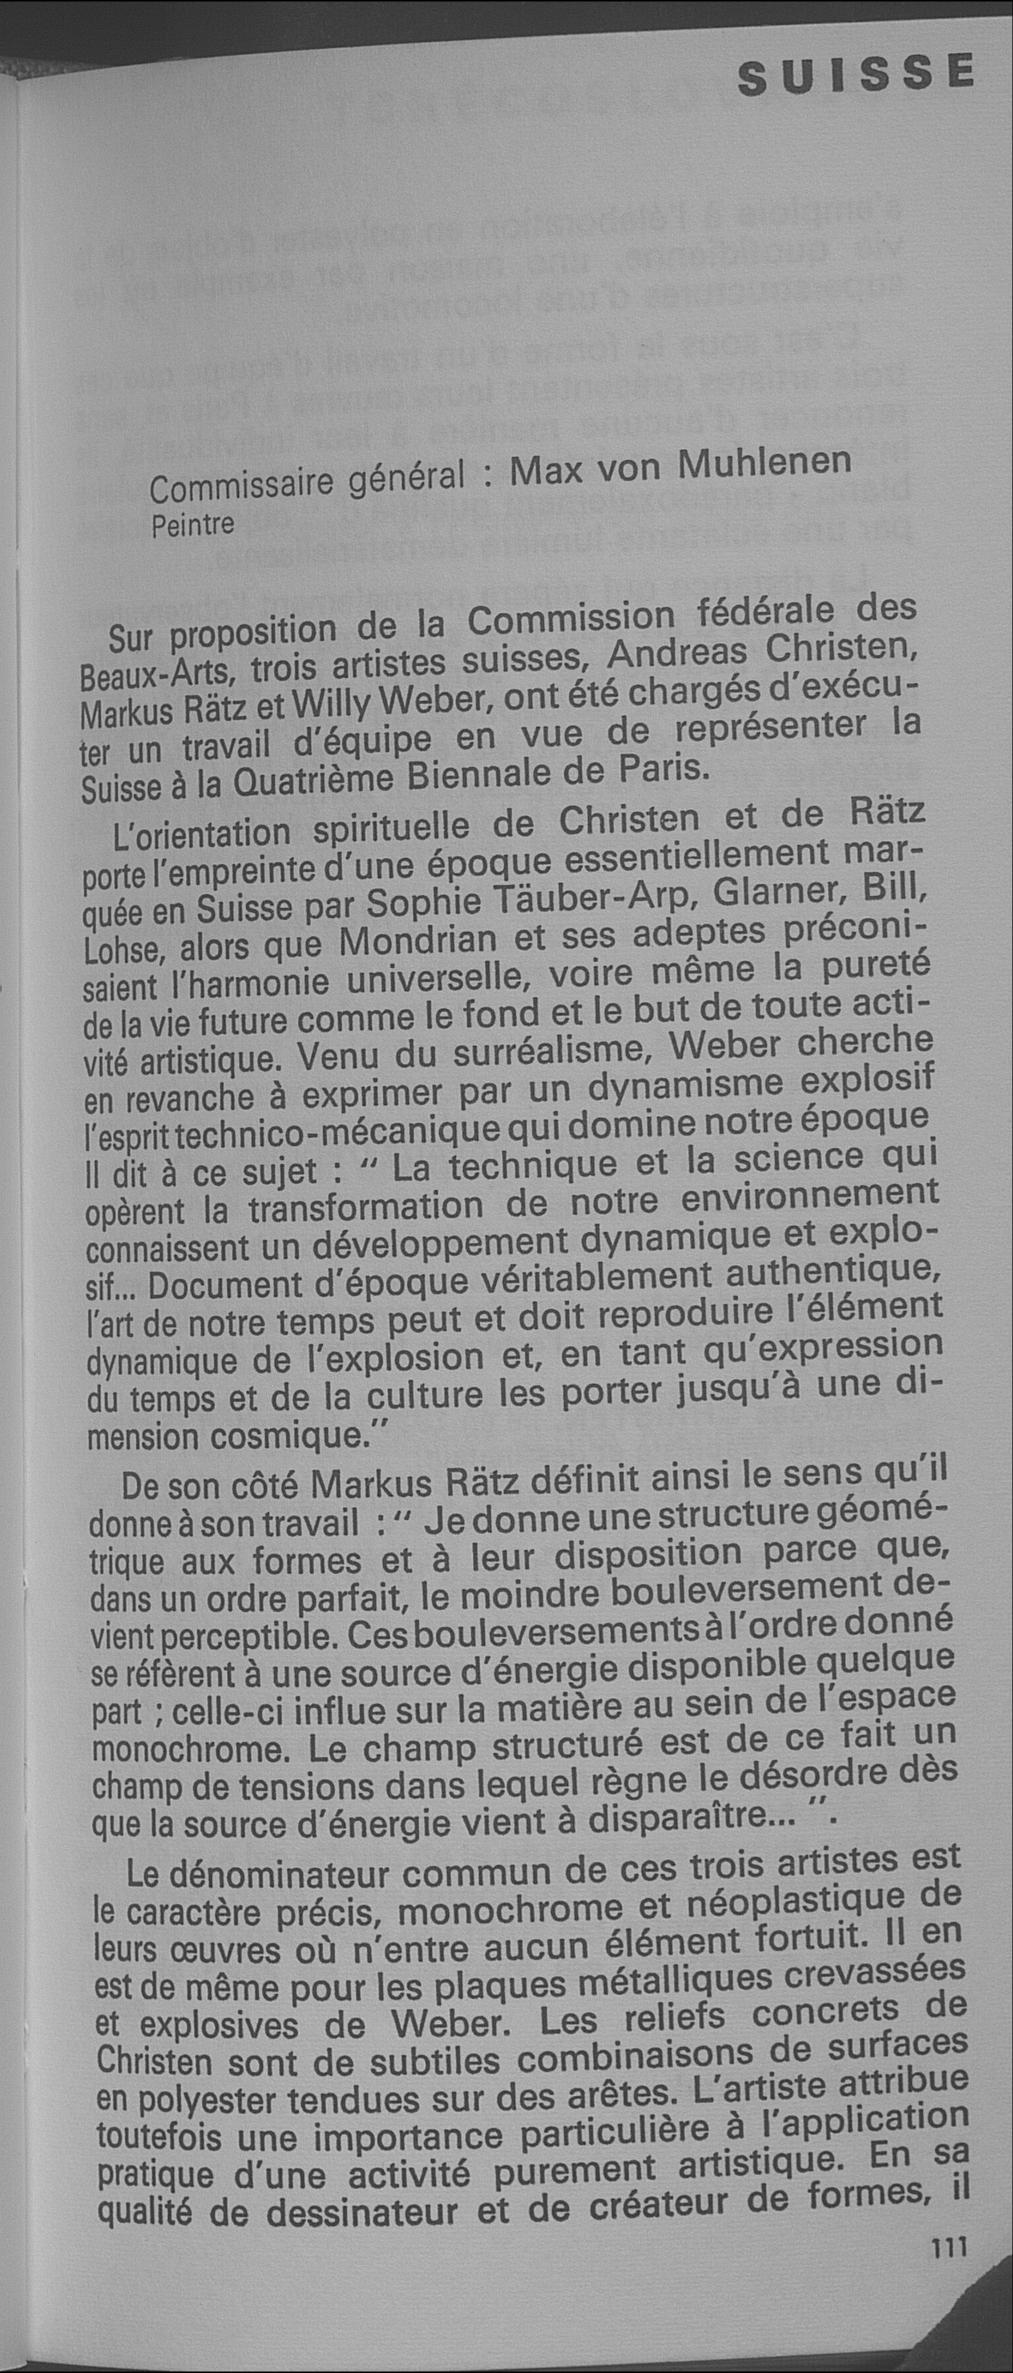 SUISSE
Commissaire général : Max von Muhlenen
Peintre
Sur proposition de la Commission fédérale des
Beaux-Arts, trois artistes suisses, Andreas Christen,
Markus Rätz et Willy Weber, ont été chargés d'exécu-
ter un travail d'équipe en vue de représenter la
Suisse à la Quatrième Biennale de Paris.
L'orientation spirituelle de Christen et de Rätz
porte l'empreinte d'une époque essentiellement mar-
quée en Suisse par Sophie Täuber-Arp, Glarner, Bill,
Lohse, alors que Mondrian et ses adeptes préconi-
saient l'harmonie universelle, voire même la pureté
de la vie future comme le fond et le but de toute acti-
vité artistique. Venu du surréalisme, Weber cherche
en revanche à exprimer par un dynamisme explosif
l'esprit technico-mécanique qui domine notre époque
Il dit à ce sujet : " La technique et la science qui
opèrent la transformation de notre environnement
connaissent un développement dynamique et explo-
sif... Document d'époque véritablement authentique,
l'art de notre temps peut et doit reproduire l'élément
dynamique de l'explosion et, en tant qu'expression
du temps et de la culture les porter jusqu'à une di-
mension cosmique."
De son côté Markus Rätz définit ainsi le sens qu'il
donne à son travail : " Je donne une structure géomé-
trique aux formes et à leur disposition parce que,
dans un ordre parfait, le moindre bouleversement de-
vient perceptible. Ces bouleversements à l'ordre donné
se réfèrent à une source d'énergie disponible quelque
part ; celle-ci influe sur la matière au sein de l'espace
monochrome. Le champ structuré est de ce fait un
champ de tensions dans lequel règne le désordre dès
que la source d'énergie vient à disparaître... ".
Le dénominateur commun de ces trois artistes est
le caractère précis, monochrome et néoplastique de
leurs œuvres où n'entre aucun élément fortuit. Il en
est de même pour les plaques métalliques crevassées
et explosives de Weber. Les reliefs concrets de
Christen sont de subtiles combinaisons de surfaces
en polyester tendues sur des arêtes. L'artiste attribue
toutefois une importance particulière à l'application
pratique d'une activité purement artistique. En sa
qualité de dessinateur et de créateur de formes, il
111